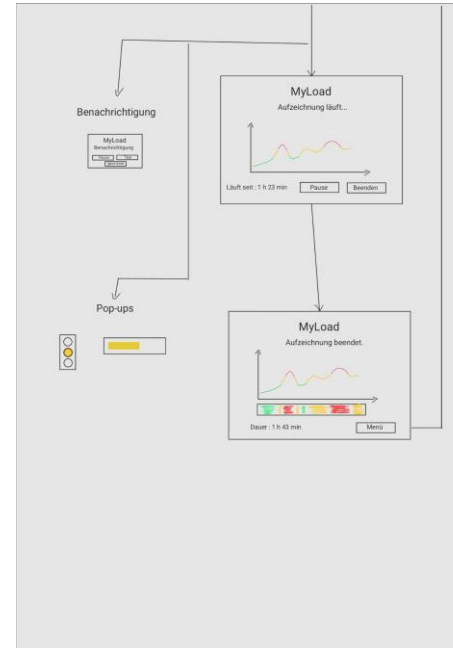 Benachrichtigung
MyLoad
Benachrichtigung
Pause
MyLoad
Aufzeichnung läuft...
Läuft seit : 1 h 23 min
Pause
Beenden
Pop-ups
MyLoad
Aufzeichnung beendet.
Dauer : 1 h 43 min
Menü